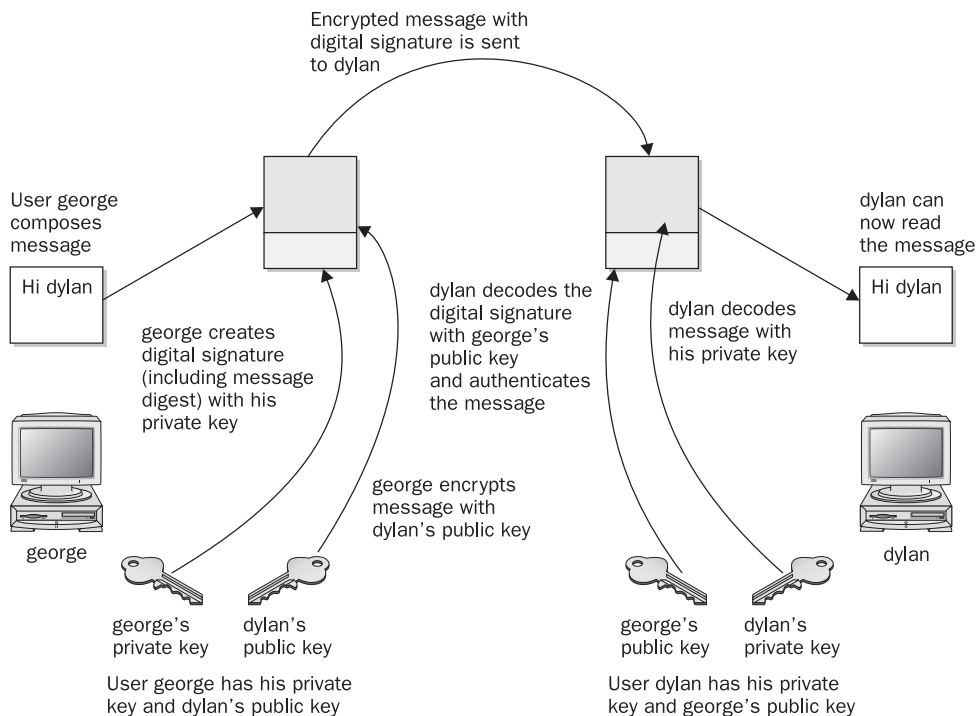 Encrypted message with
digital signature is sent
to dylan
User george
composes
message
Hi dylan
george creates
digital signature
(including message
digest) with his
private key
george encrypts
message with
dylan's public key
george
george's
private key
dylan's
public key
User george has his private
key and dylan's public key
dylan decodes the
digital signature
with george's
public key
and authenticates
the message
dylan decodes
message with
his private key
dylan can
now read
the message
Hi dylan
dylan
george's
public key
dylan's
private key
User dylan has his private
key and george's public key